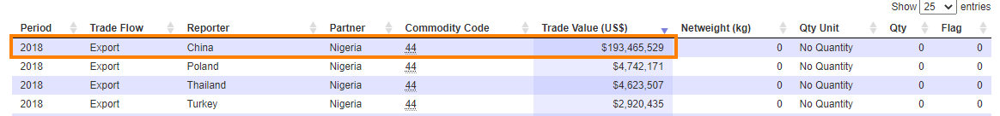 Show 25 entries
Period Trade Flow Reporter Partner Commodity Code Trade Value (US$) Netweight (kg) Qty Unit Qty Flag
2018 Export China Nigeria 44 $193,465,529 0 No Quantity 0 0
2018 Export Poland Nigeria 44 $4,742,171 0 No Quantity 0 0
2018 Export Thailand Nigeria 44 $4,623,507 0 No Quantity 0 0
2018 Export Turkey Nigeria 44 $2,920,435 0 No Quantity 0 0